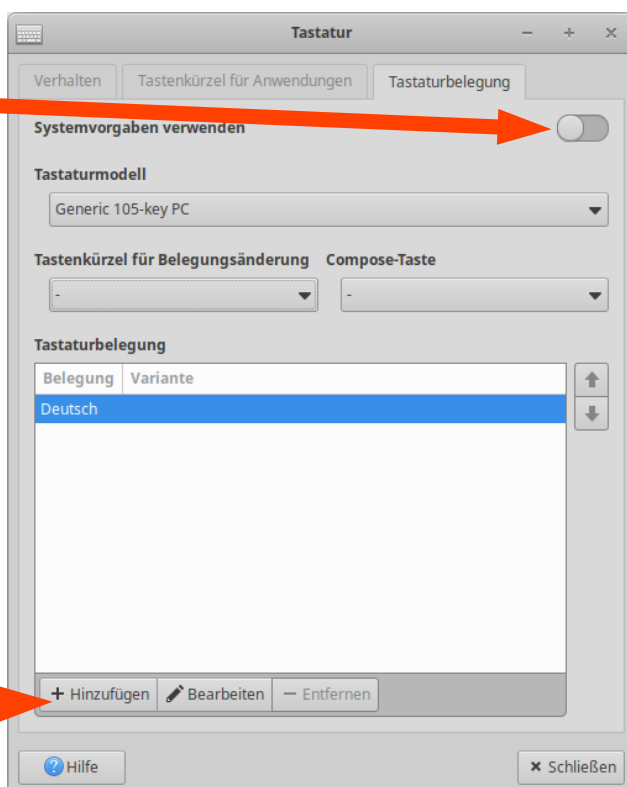 Tastatur
Verhalten Tastenkürzel für Anwendungen Tastaturbelegung
Systemvorgaben verwenden
Tastaturmodell
Generic 105-key PC
Tastenkürzel für Belegungsänderung Compose-Taste
- -
Tastaturbelegung
Belegung Variante
Deutsch
Hinzufügen Bearbeiten Entfernen
Hilfe Schließen